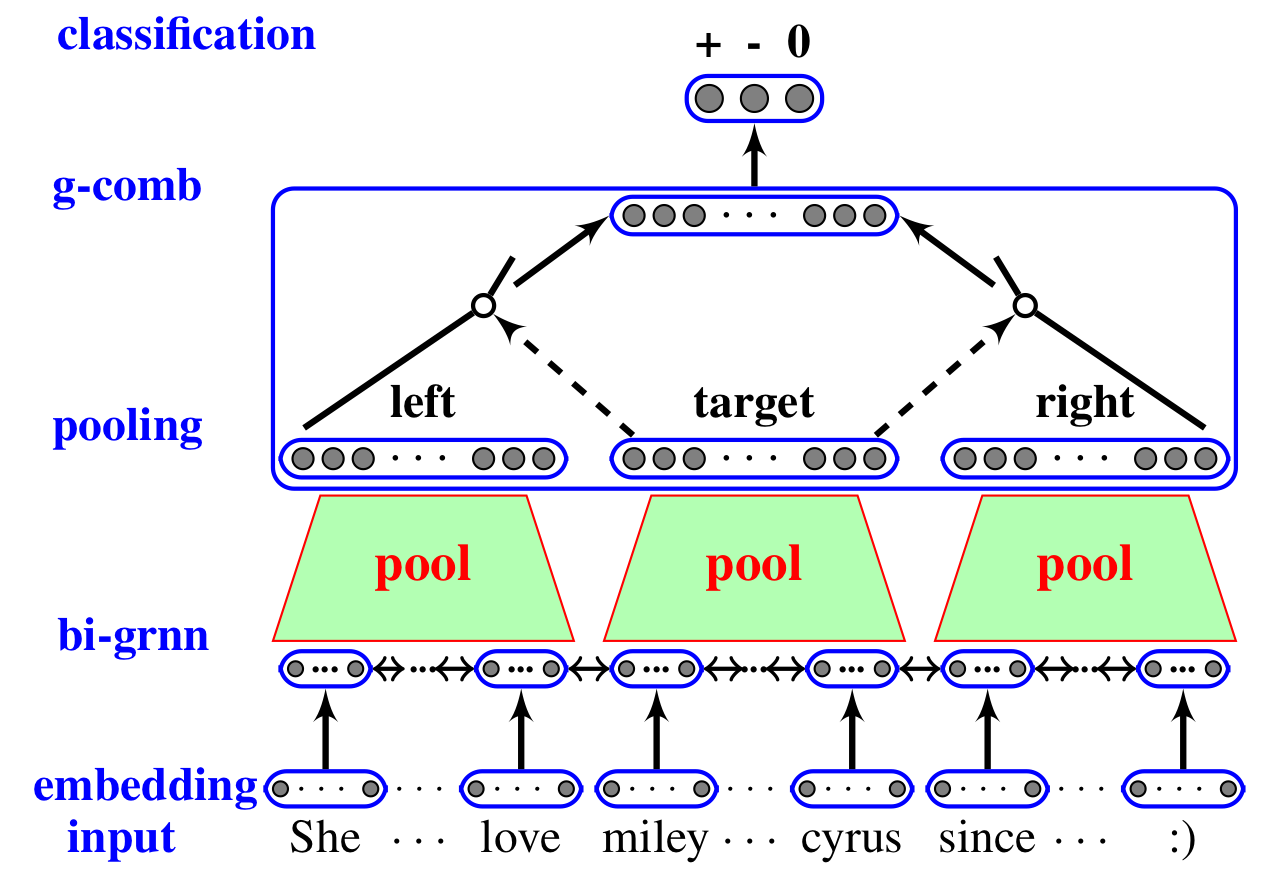 classification
+ - 0
g-comb
pooling
left target right
pool pool pool
bi-grnn
embedding
input
She ··· love miley ··· cyrus since ··· :)